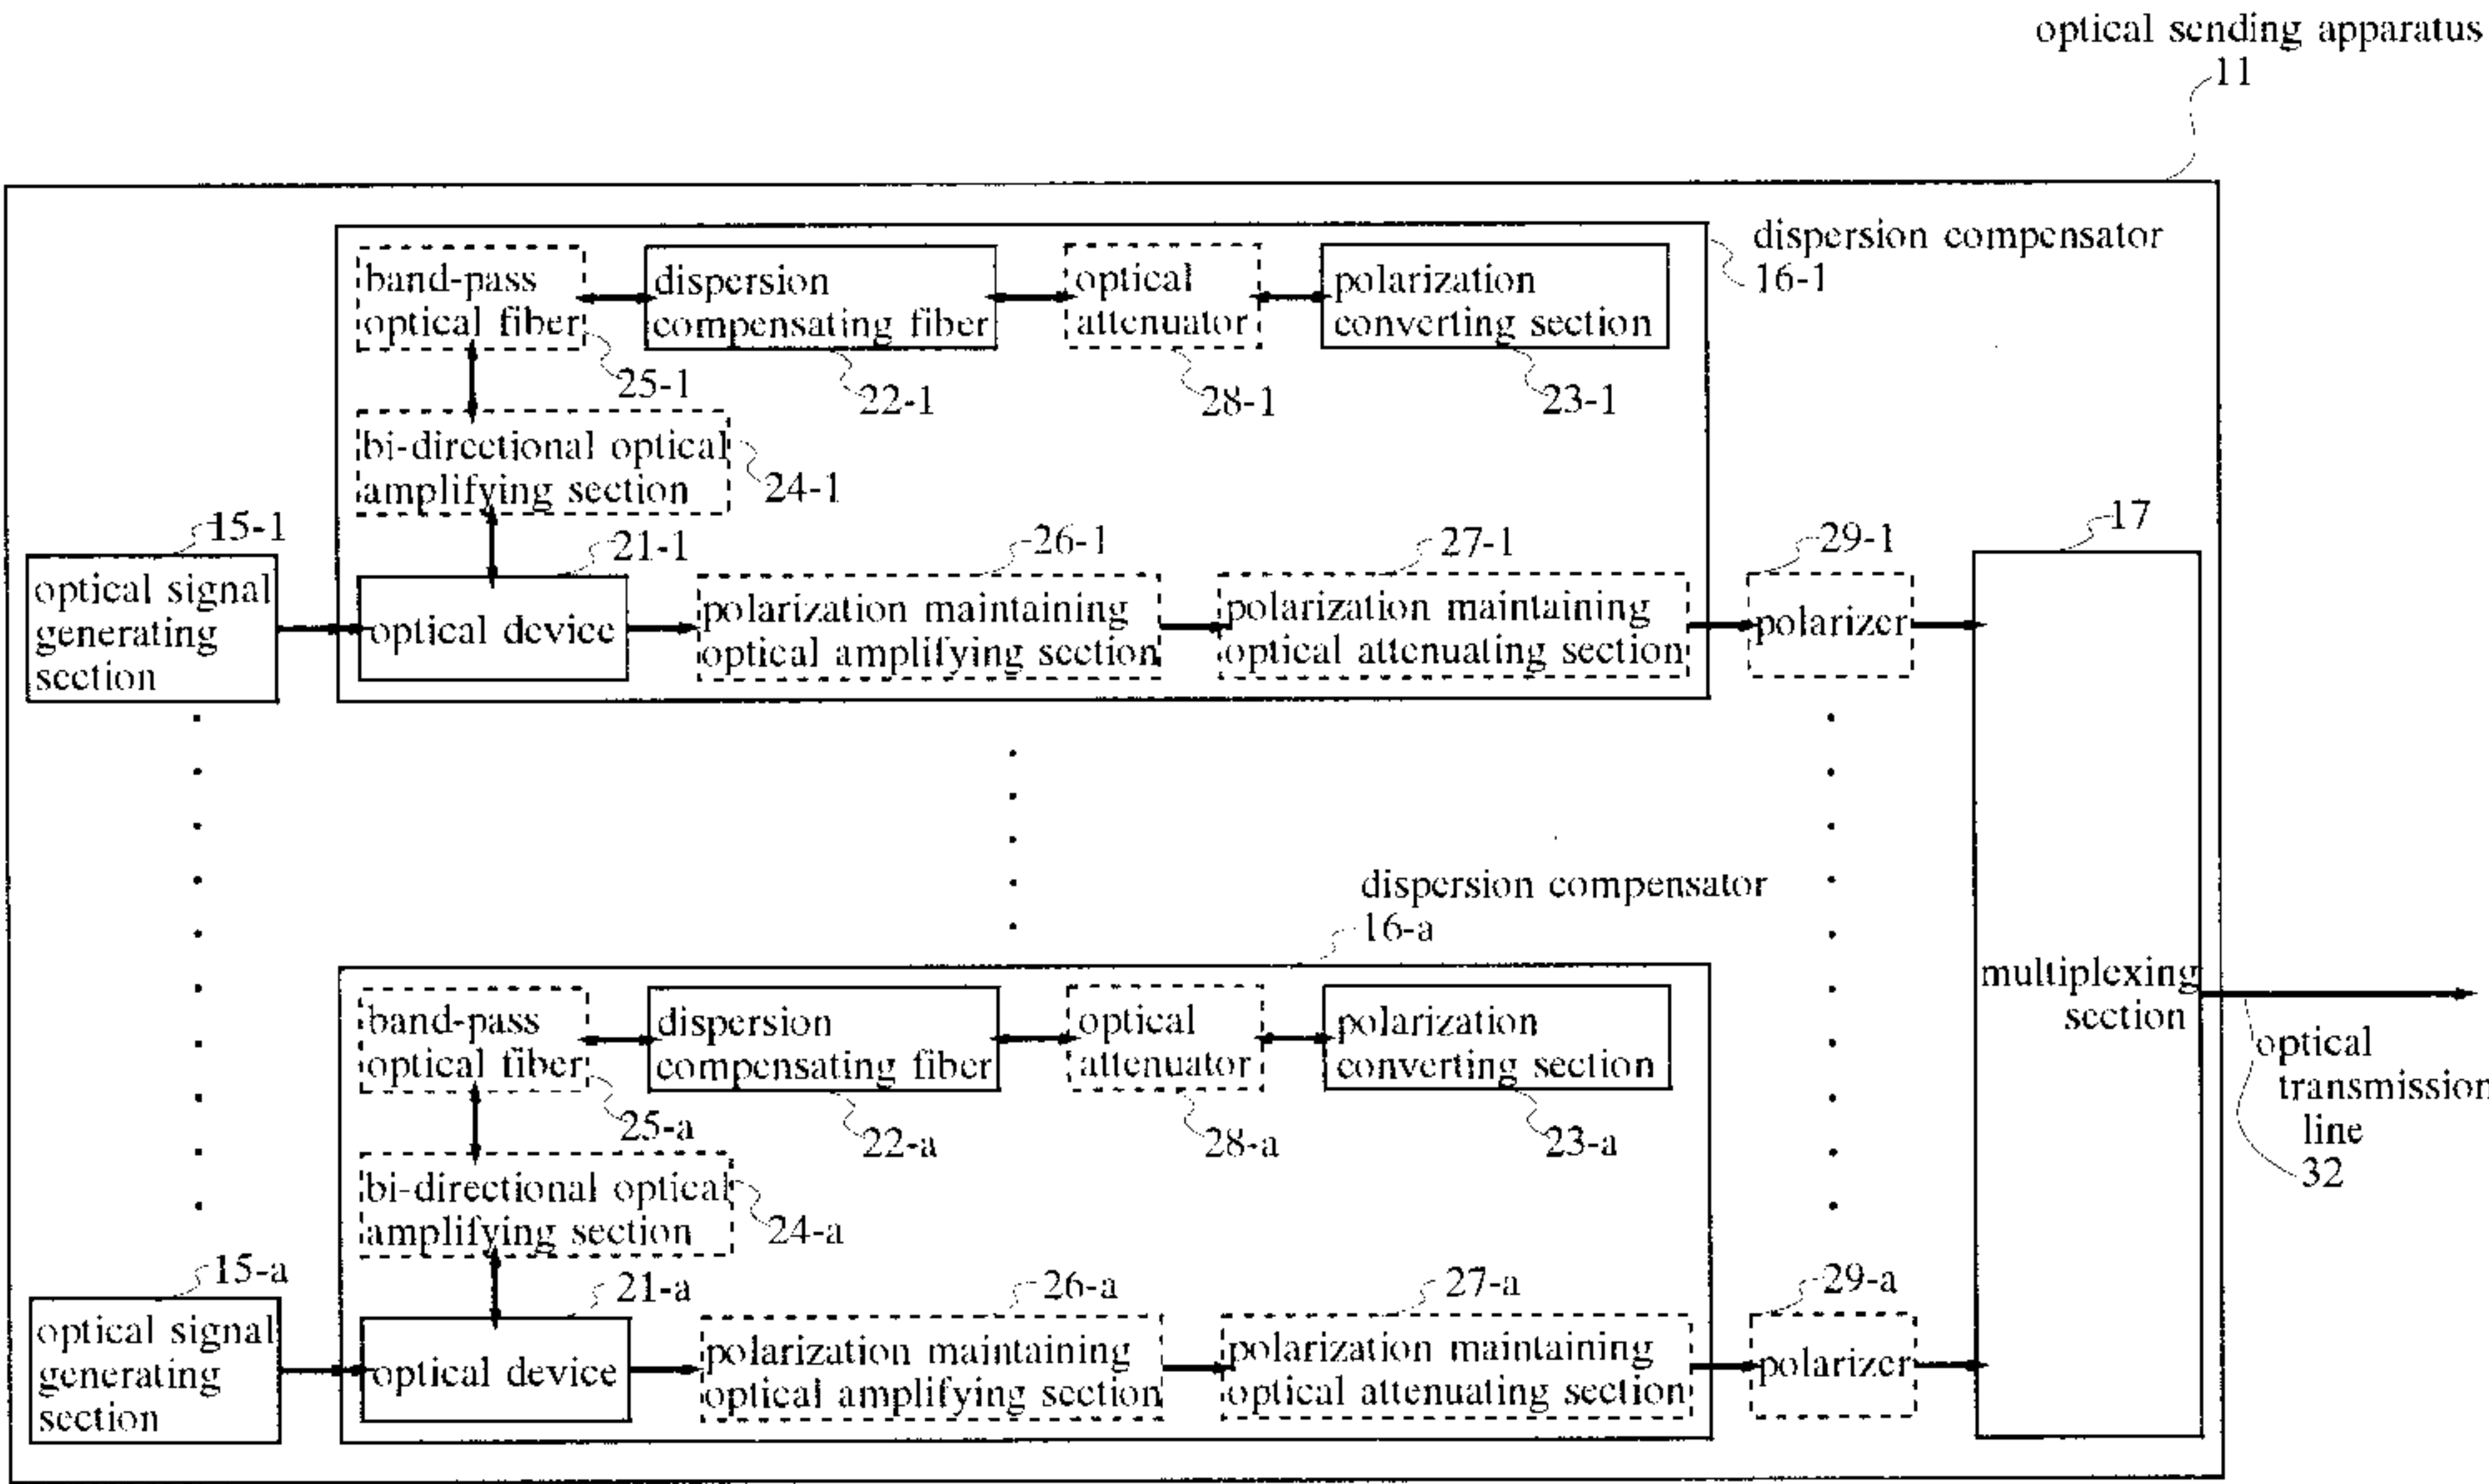 optical sending apparatus
11
dispersion compensator
16-1
band-pass
optical fiber
25-1
dispersion
compensating fiber
22-1
optical
attenuator
28-1
polarization
converting section
23-1
bi-directional optical
amplifying section
24-1
15-1
optical signal
generating
section
21-1
optical device
26-1
polarization maintaining
optical amplifying section
27-1
polarization maintaining
optical attenuating section
29-1
polarizer
17
multiplexing
section
optical
transmission
line
32
dispersion compensator
16-a
band-pass
optical fiber
25-a
dispersion
compensating fiber
22-a
optical
attenuator
28-a
polarization
converting section
23-a
bi-directional optical
amplifying section
24-a
15-a
optical signal
generating
section
21-a
optical device
26-a
polarization maintaining
optical amplifying section
27-a
polarization maintaining
optical attenuating section
29-a
polarizer